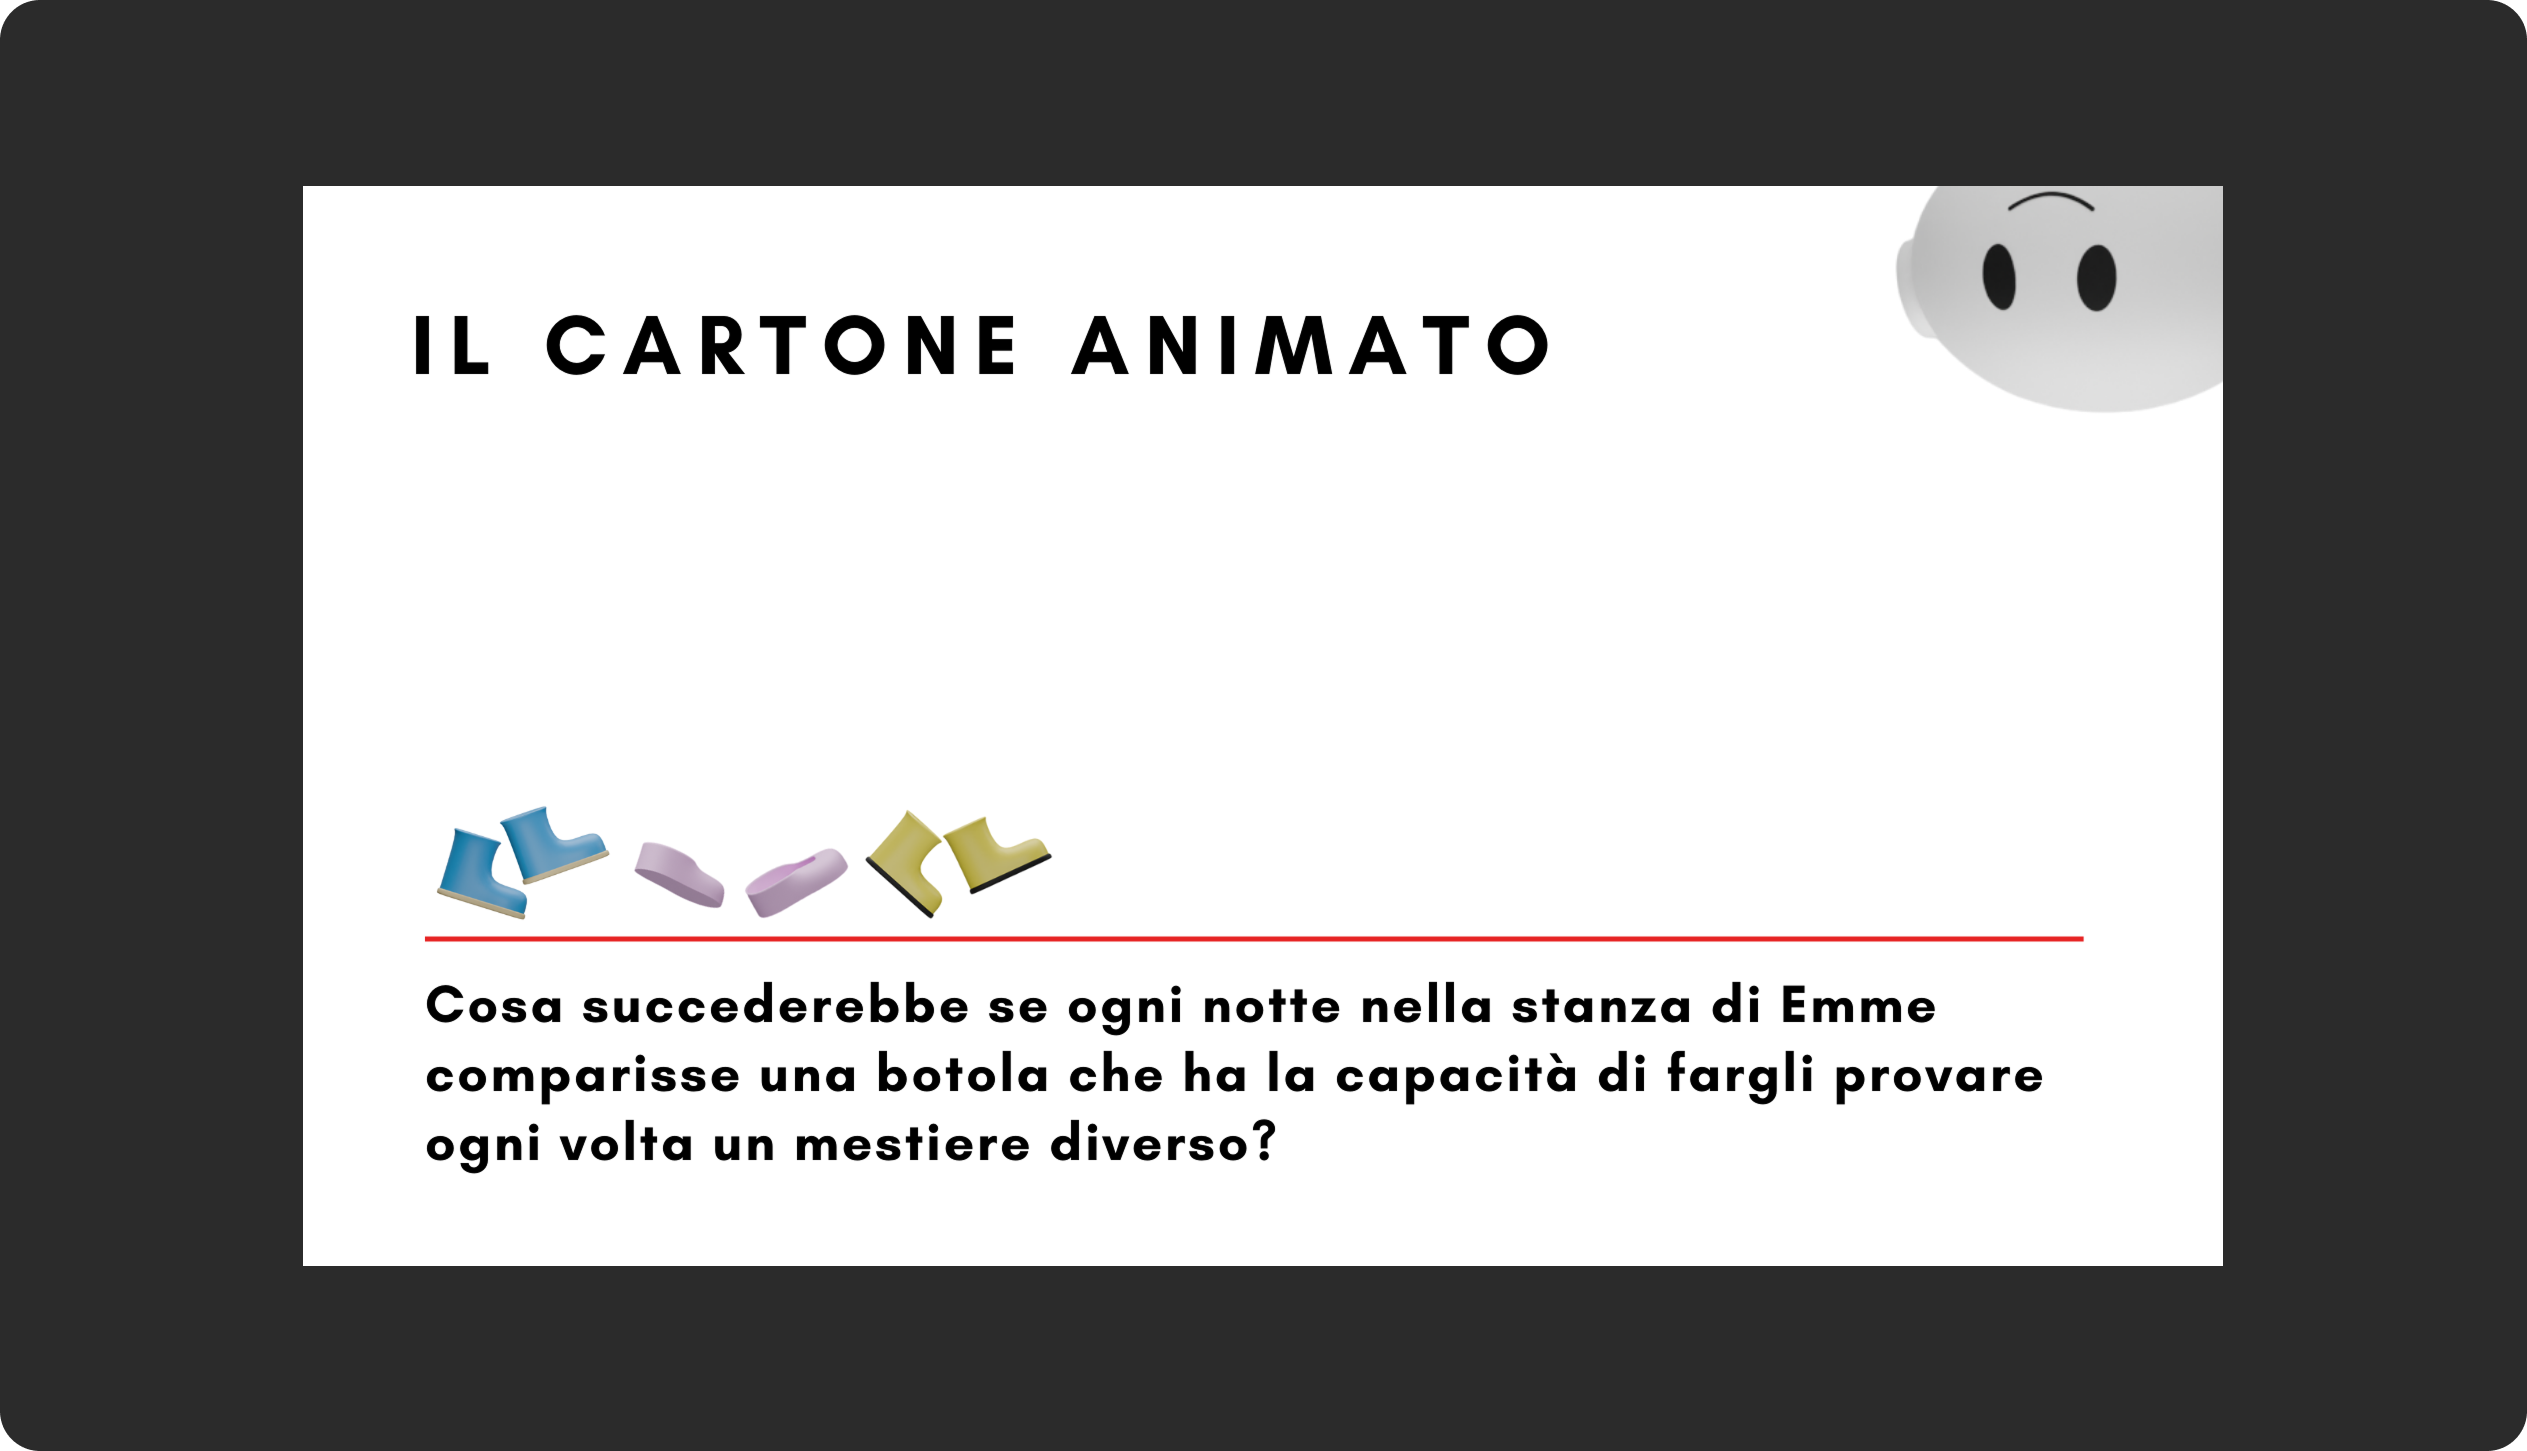 IL CARTONE ANIMATO
Cosa succederebbe se ogni notte nella stanza di Emme
comparisse una botola che ha la capacità di fargli provare
ogni volta un mestiere diverso?